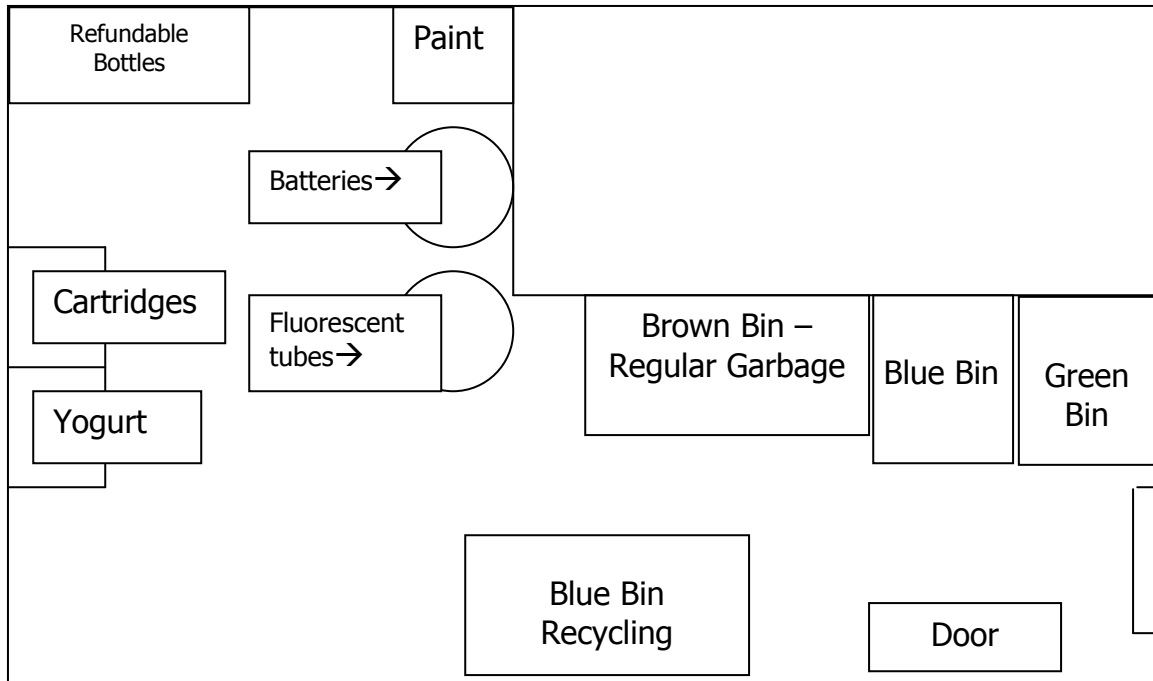 Refundable
Bottles
Paint
Batteries→
Cartridges
Fluorescent
tubes→
Brown Bin –
Regular Garbage
Blue Bin
Green
Bin
Yogurt
Blue Bin
Recycling
Door